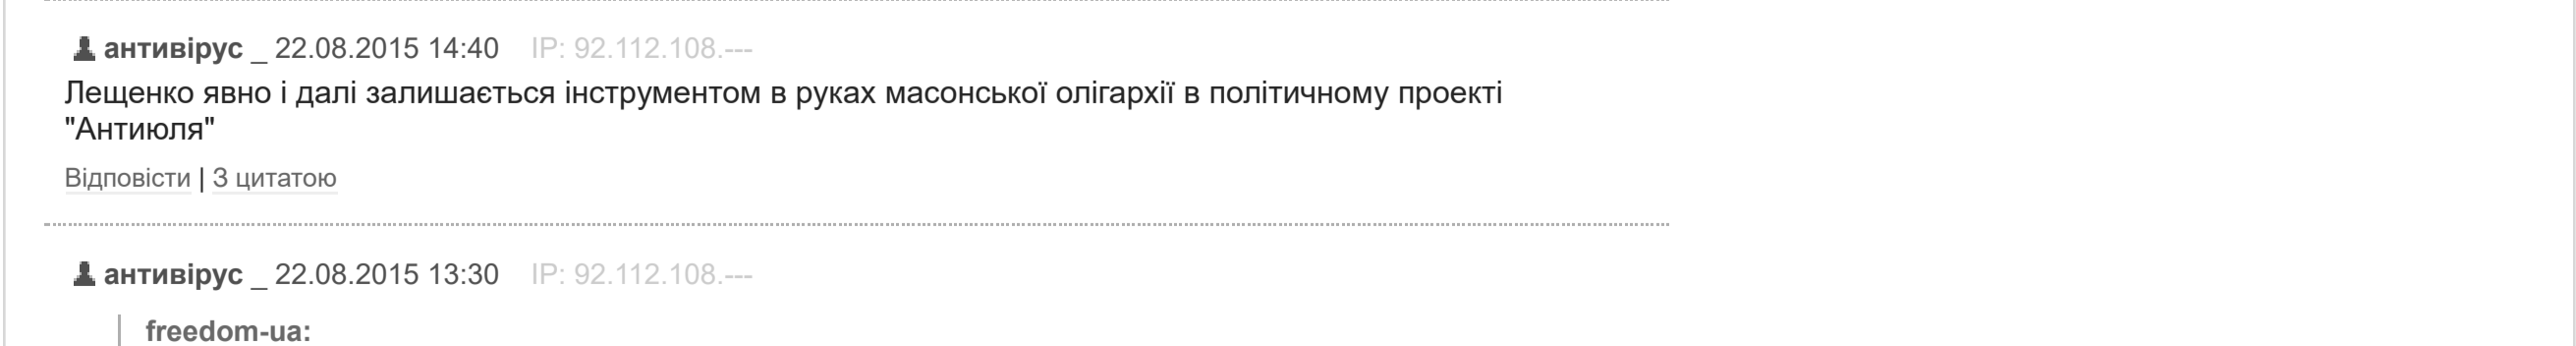 антивірус _ 22.08.2015 14:40 IP: 92.112.108.---
Лещенко явно і далі залишається інструментом в руках масонської олігархії в політичному проекті
"Антиюля"
Відповісти | З цитатою
антивірус _ 22.08.2015 13:30 IP: 92.112.108.---
freedom-ua: